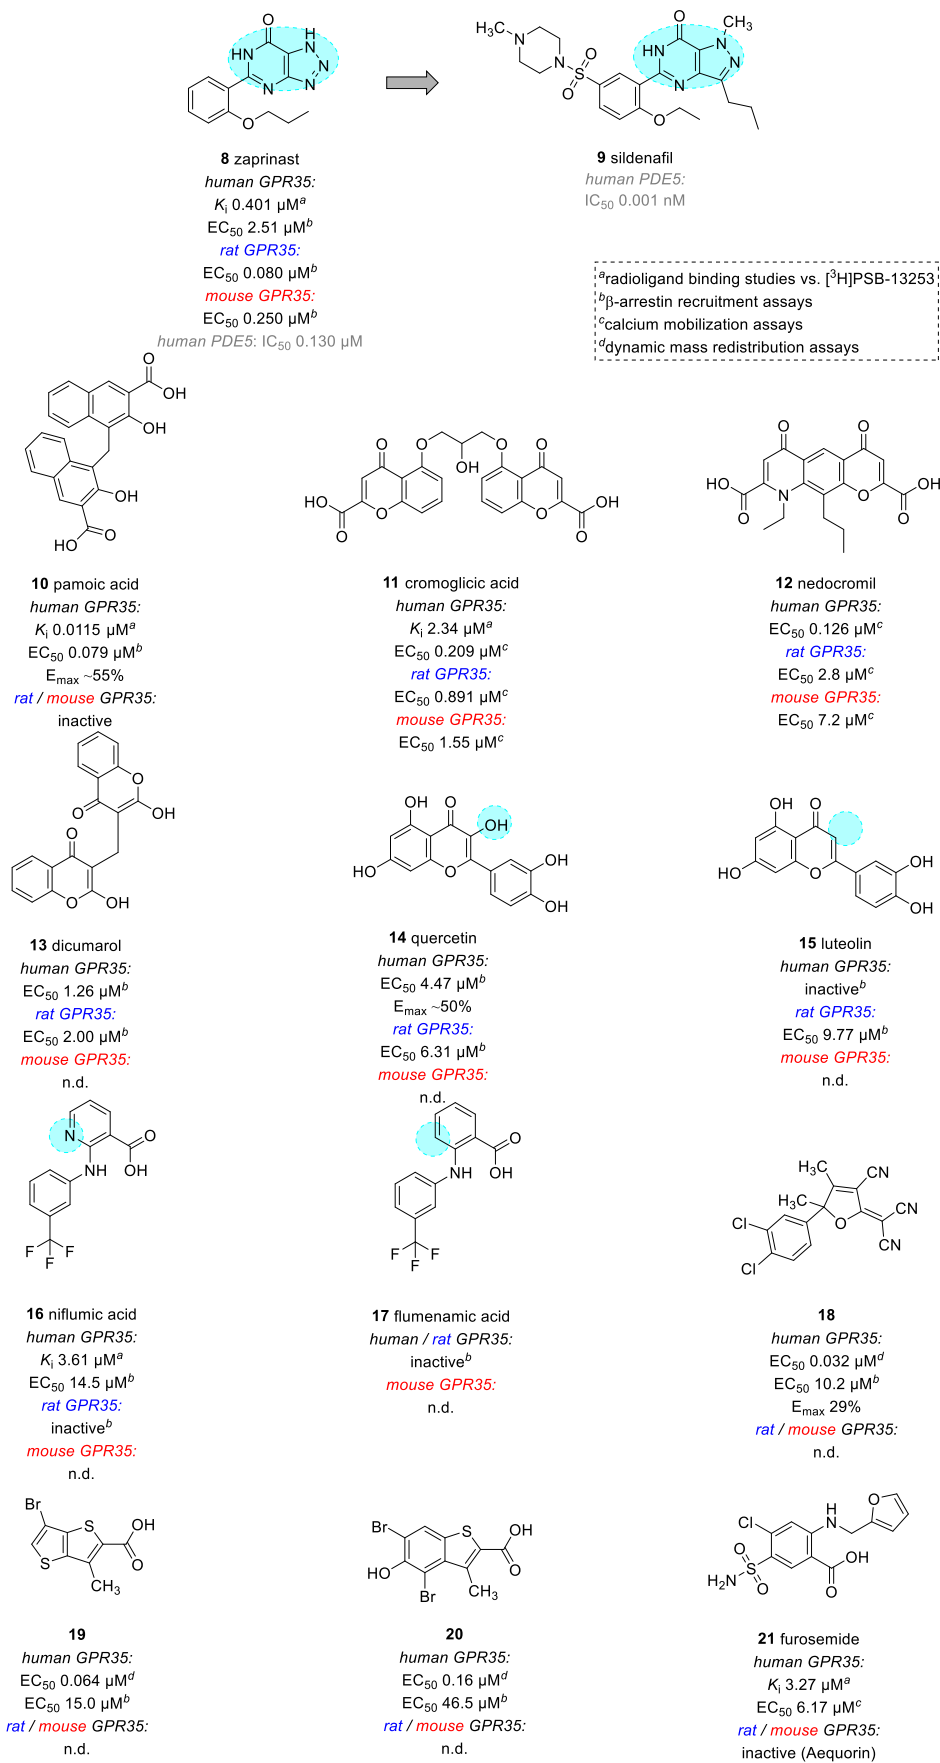 8 zaprinast
human GPR35:
Ki 0.401 µMa
EC50 2.51 µMb
rat GPR35:
EC50 0.080 µMb
mouse GPR35:
EC50 0.250 µMb
human PDE5: IC50 0.130 µM
9 sildenafil
human PDE5:
IC50 0.001 nM
aradioligand binding studies vs. [3H]PSB-13253
bβ-arrestin recruitment assays
ccalcium mobilization assays
ddynamic mass redistribution assays
10 pamoic acid
human GPR35:
Ki 0.0115 µMa
EC50 0.079 µMb
Emax ~55%
rat / mouse GPR35:
inactive
11 cromoglicic acid
human GPR35:
Ki 2.34 µMa
EC50 0.209 µMc
rat GPR35:
EC50 0.891 µMc
mouse GPR35:
EC50 1.55 µMc
12 nedocromil
human GPR35:
EC50 0.126 µMc
rat GPR35:
EC50 2.8 µMc
mouse GPR35:
EC50 7.2 µMc
13 dicumarol
human GPR35:
EC50 1.26 µMb
rat GPR35:
EC50 2.00 µMb
mouse GPR35:
n.d.
14 quercetin
human GPR35:
EC50 4.47 µMb
Emax ~50%
rat GPR35:
EC50 6.31 µMb
mouse GPR35:
n.d.
15 luteolin
human GPR35:
inactiveb
rat GPR35:
EC50 9.77 µMb
mouse GPR35:
n.d.
16 niflumic acid
human GPR35:
Ki 3.61 µMa
EC50 14.5 µMb
rat GPR35:
inactiveb
mouse GPR35:
n.d.
17 flumenamic acid
human / rat GPR35:
inactiveb
mouse GPR35:
n.d.
18
human GPR35:
EC50 0.032 µMd
EC50 10.2 µMb
Emax 29%
rat / mouse GPR35:
n.d.
19
human GPR35:
EC50 0.064 µMd
EC50 15.0 µMb
rat / mouse GPR35:
n.d.
20
human GPR35:
EC50 0.16 µMd
EC50 46.5 µMb
rat / mouse GPR35:
n.d.
21 furosemide
human GPR35:
Ki 3.27 µMa
EC50 6.17 µMc
rat / mouse GPR35:
inactive (Aequorin)